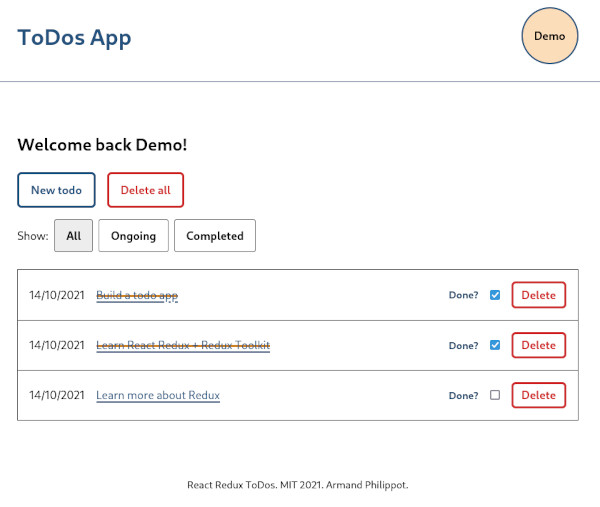 ToDos App
Demo
Welcome back Demo!
New todo Delete all
Show: All Ongoing Completed
14/10/2021 Build a todo app Done? Delete
14/10/2021 Learn React Redux + Redux Toolkit Done? Delete
14/10/2021 Learn more about Redux Done? Delete
React Redux ToDos. MIT 2021. Armand Philippot.